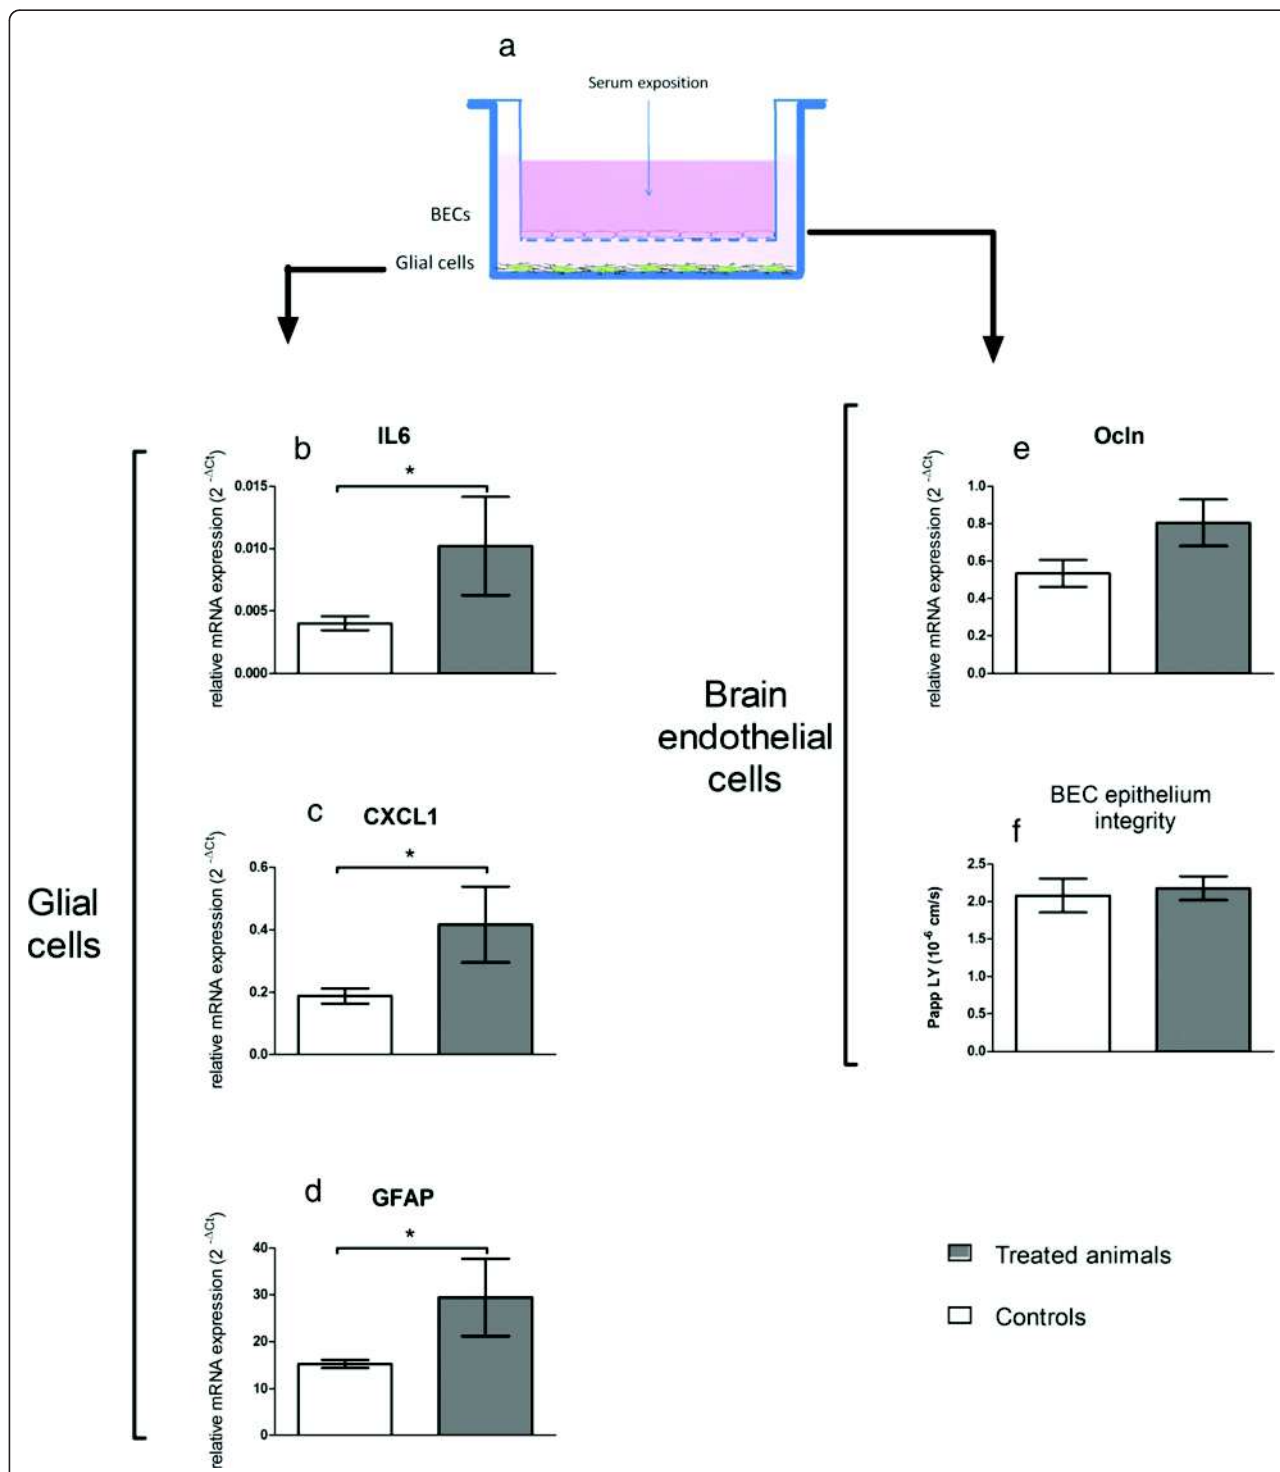 a
Serum exposition
BECs
Glial cells
b
IL6
*
relative mRNA expression (2 -ΔCt)
0.015
0.010
0.005
0.000
c
CXCL1
*
relative mRNA expression (2 -ΔCt)
0.6
0.4
0.2
0.0
d
GFAP
*
relative mRNA expression (2 -ΔCt)
40
30
20
10
0
Glial
cells
Brain
endothelial
cells
e
Ocln
relative mRNA expression (2 -ΔCt)
1.0
0.8
0.6
0.4
0.2
0.0
f
BEC epithelium
integrity
Papp LY (10-6 cm/s)
2.5
2.0
1.5
1.0
0.5
0.0
Treated animals
Controls